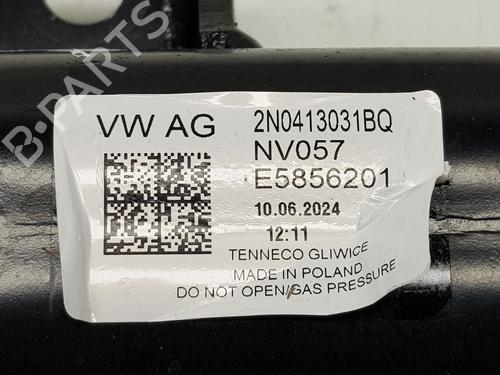 VW AG
2N0413031BQ
NV057
E5856201
10.06.2024
12:11
TENNECO GLIWICE
MADE IN POLAND
DO NOT OPEN/GAS PRESSURE
B-PARTS